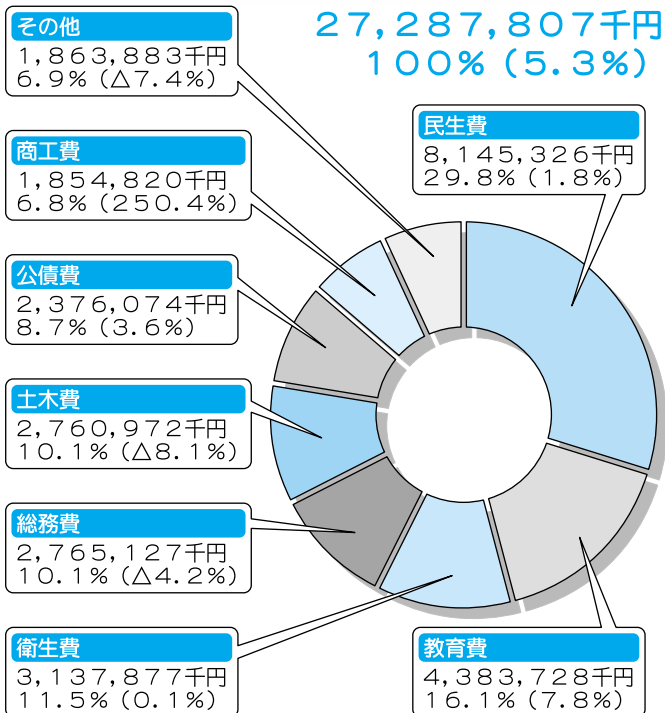 27,287,807千円
100% (5.3%)
その他
1,863,883千円
6.9% (△7.4%)
商工費
1,854,820千円
6.8% (250.4%)
公債費
2,376,074千円
8.7% (3.6%)
土木費
2,760,972千円
10.1% (△8.1%)
総務費
2,765,127千円
10.1% (△4.2%)
衛生費
3,137,877千円
11.5% (0.1%)
民生費
8,145,326千円
29.8% (1.8%)
教育費
4,383,728千円
16.1% (7.8%)